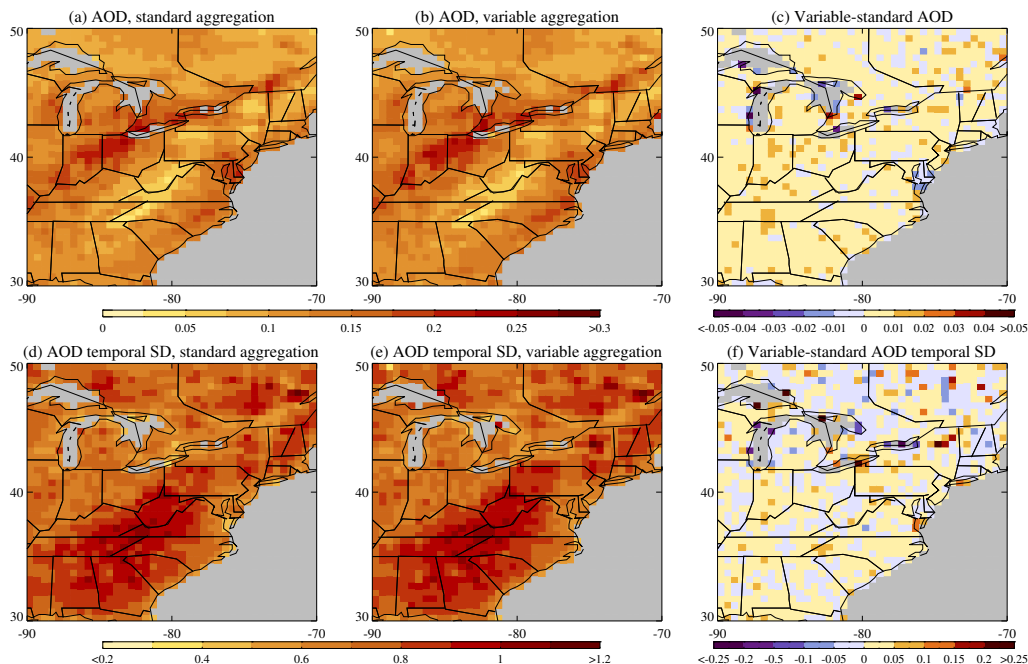 (a) AOD, standard aggregation
(b) AOD, variable aggregation
(c) Variable-standard AOD
50
50
50
40
40
40
30
30
30
-90 -80 -70
-90 -80 -70
-90 -80 -70
0 0.05 0.1 0.15 0.2 0.25 >0.3
<-0.05 -0.04 -0.03 -0.02 -0.01 0 0.01 0.02 0.03 0.04 >0.05
(d) AOD temporal SD, standard aggregation
(e) AOD temporal SD, variable aggregation
(f) Variable-standard AOD temporal SD
50
50
50
40
40
40
30
30
30
-90 -80 -70
-90 -80 -70
-90 -80 -70
<0.2 0.4 0.6 0.8 1 >1.2
<-0.25 -0.2 -0.15 -0.1 -0.05 0 0.05 0.1 0.15 0.2 >0.25